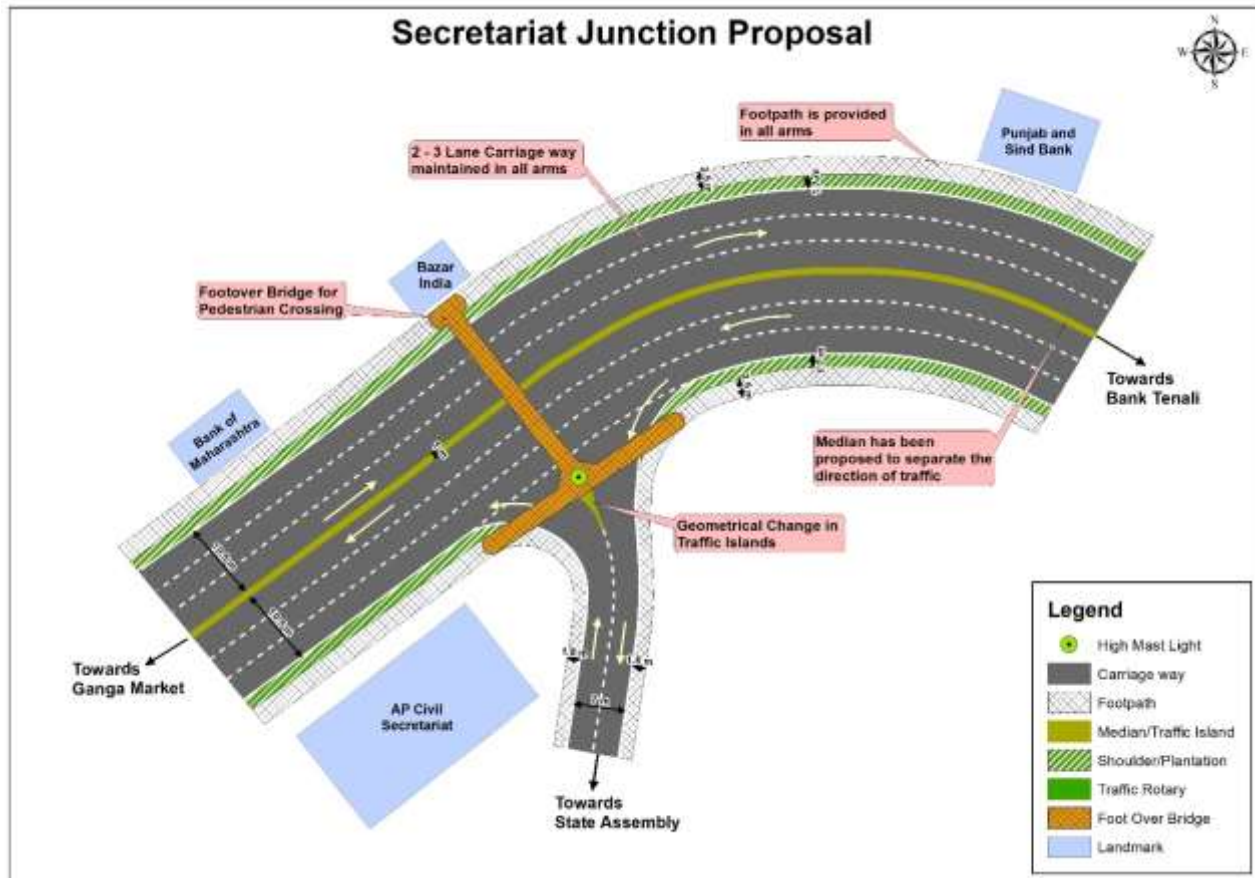 Secretariat Junction Proposal
N
W
E
S
Footpath is provided
in all arms
Punjab and
Sind Bank
2 - 3 Lane Carriage way
maintained in all arms
Bazar
India
Footover Bridge for
Pedestrian Crossing
Bank of
Maharashtra
Towards
Bank Tenali
Median has been
proposed to separate the
direction of traffic
Geometrical Change in
Traffic Islands
Towards
Ganga Market
AP Civil
Secretariat
Towards
State Assembly
Legend
High Mast Light
Carriage way
Footpath
Median/Traffic Island
Shoulder/Plantation
Traffic Rotary
Foot Over Bridge
Landmark